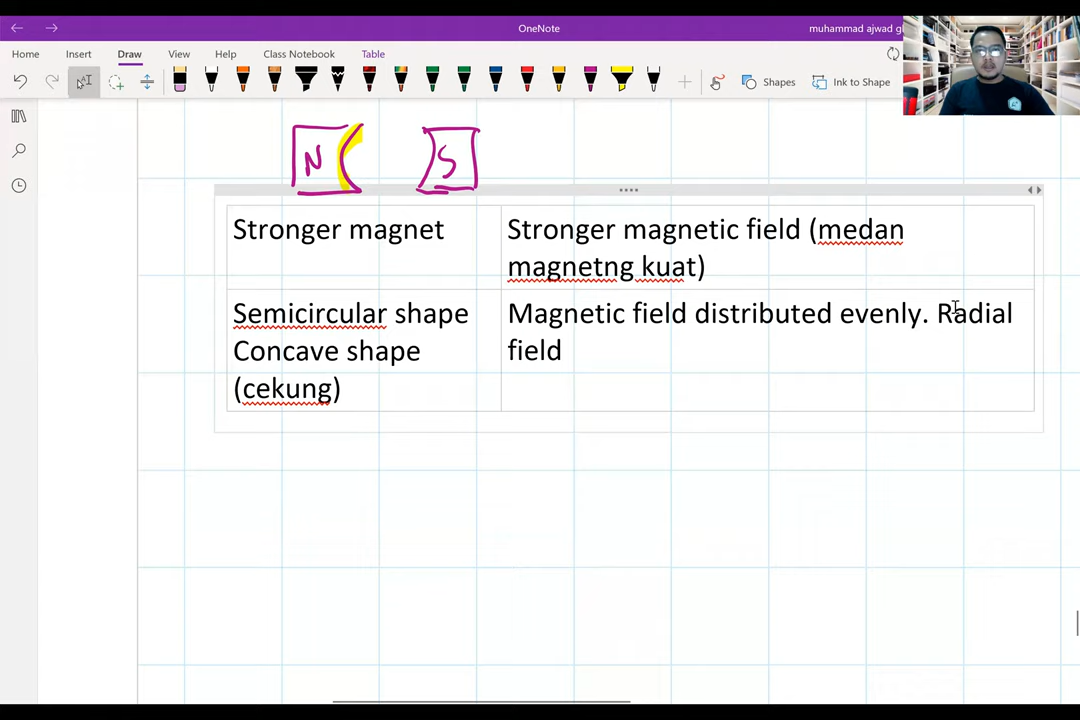 OneNote
muhammad ajwad g
Home
Insert
Draw
View
Help
Class Notebook
Table
Shapes
Ink to Shape
N
S
Stronger magnet
Stronger magnetic field (medan
magnetng kuat)
Semicircular shape
Concave shape
(cekung)
Magnetic field distributed evenly. Radial
field